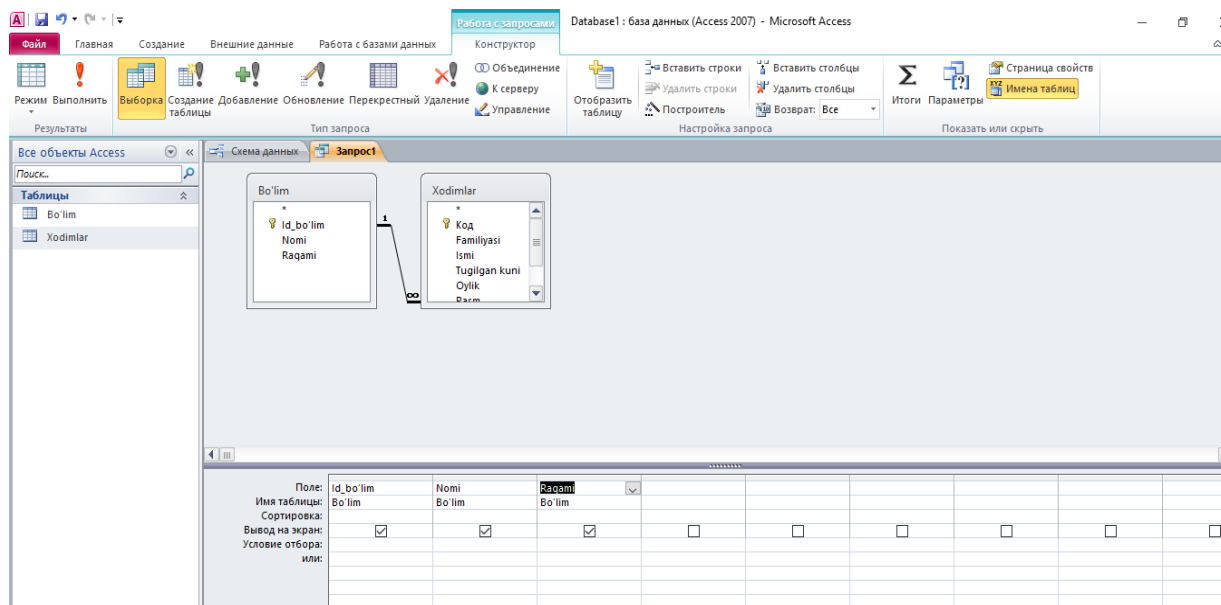 Работа с запросами
Database1 : база данных (Access 2007) - Microsoft Access
Файл Главная Создание Внешние данные Работа с базами данных Конструктор
Режим Выполнить Выборка Создание таблицы Добавление Обновление Перекрестный Удаление
Объединение
К серверу
Управление
Отобразить таблицу
Вставить строки
Удалить строки
Построитель
Вставить столбцы
Удалить столбцы
Возврат: Все
Итоги Параметры
Страница свойств
Имена таблиц
Результаты Тип запроса Настройка запроса Показать или скрыть
Все объекты Access
Поиск...
Таблицы
Bo'lim
Xodimlar
Схема данных Запрос1
Bo'lim
*
Id_bo'lim
Nomi
Raqami
1
∞
Xodimlar
*
Код
Familiyasi
Ismi
Tugilgan kuni
Oylik
Rasm
Поле: Id_bo'lim Nomi Raqami
Имя таблицы: Bo'lim Bo'lim Bo'lim
Сортировка:
Вывод на экран:
Условие отбора:
или: